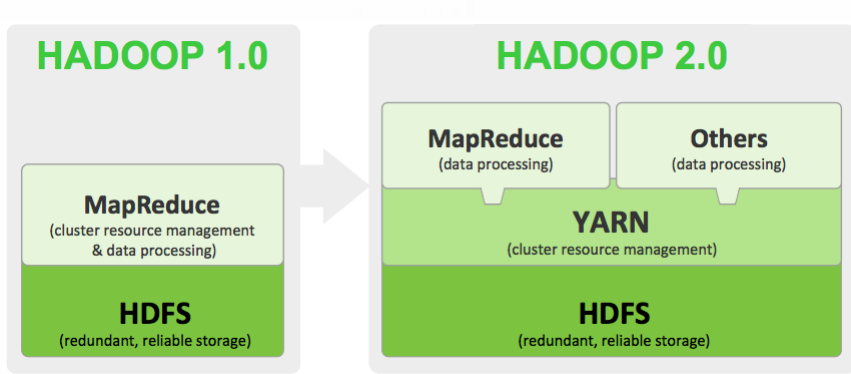 HADOOP 1.0
MapReduce
(cluster resource management
& data processing)
HDFS
(redundant, reliable storage)
HADOOP 2.0
MapReduce
(data processing)
Others
(data processing)
YARN
(cluster resource management)
HDFS
(redundant, reliable storage)